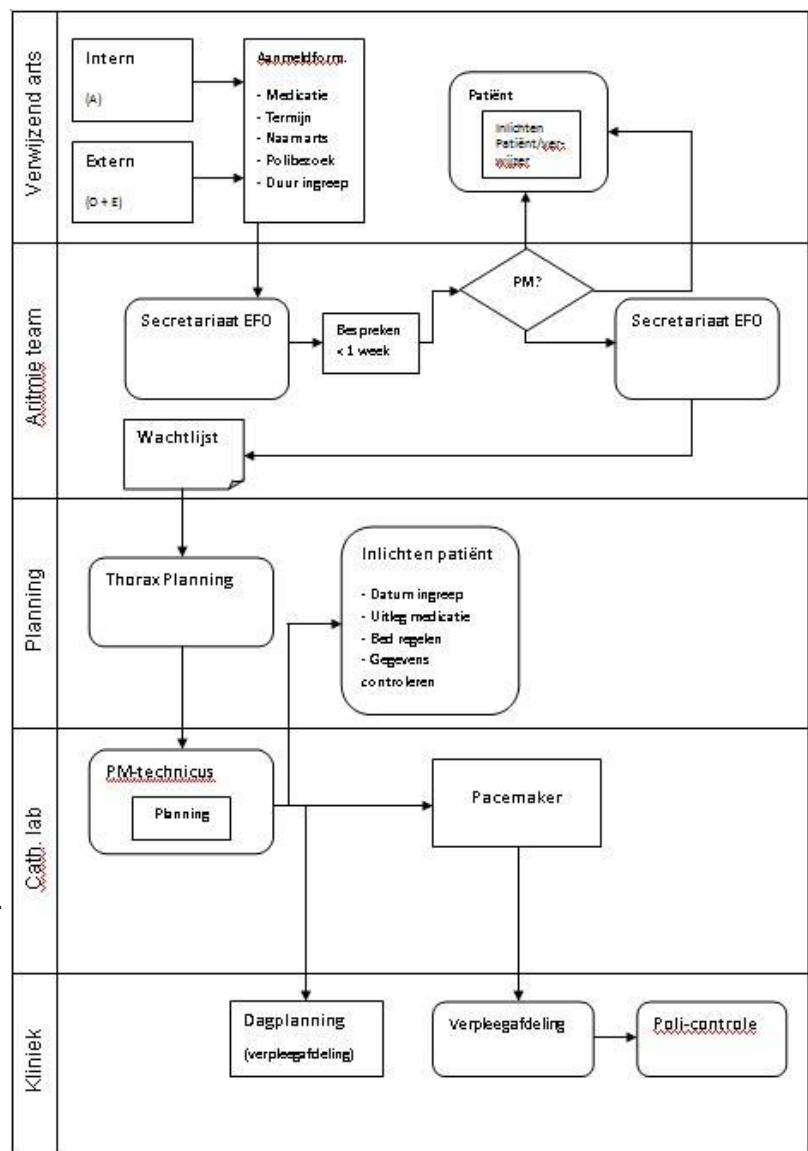 Verwijzend arts
Intern
(A)
Extern
(D + E)
Aanmeldform.
- Medicatie
- Termijn
- Naam arts
- Polibezoek
- Duur ingreep
Patiënt
Inlichten
Patiënt/ver-
wijzer
Aritmie team
Secretariaat EFO
Bespreken
< 1 week
PM?
Secretariaat EFO
Wachtlijst
Planning
Thorax Planning
Inlichten patiënt
- Datum ingreep
- Uitleg medicatie
- Bed regelen
- Gegevens
controleren
Cath. lab
PM-technicus
Planning
Pacemaker
Kliniek
Dagplanning
(verpleegafdeling)
Verpleegafdeling
Poli-controle